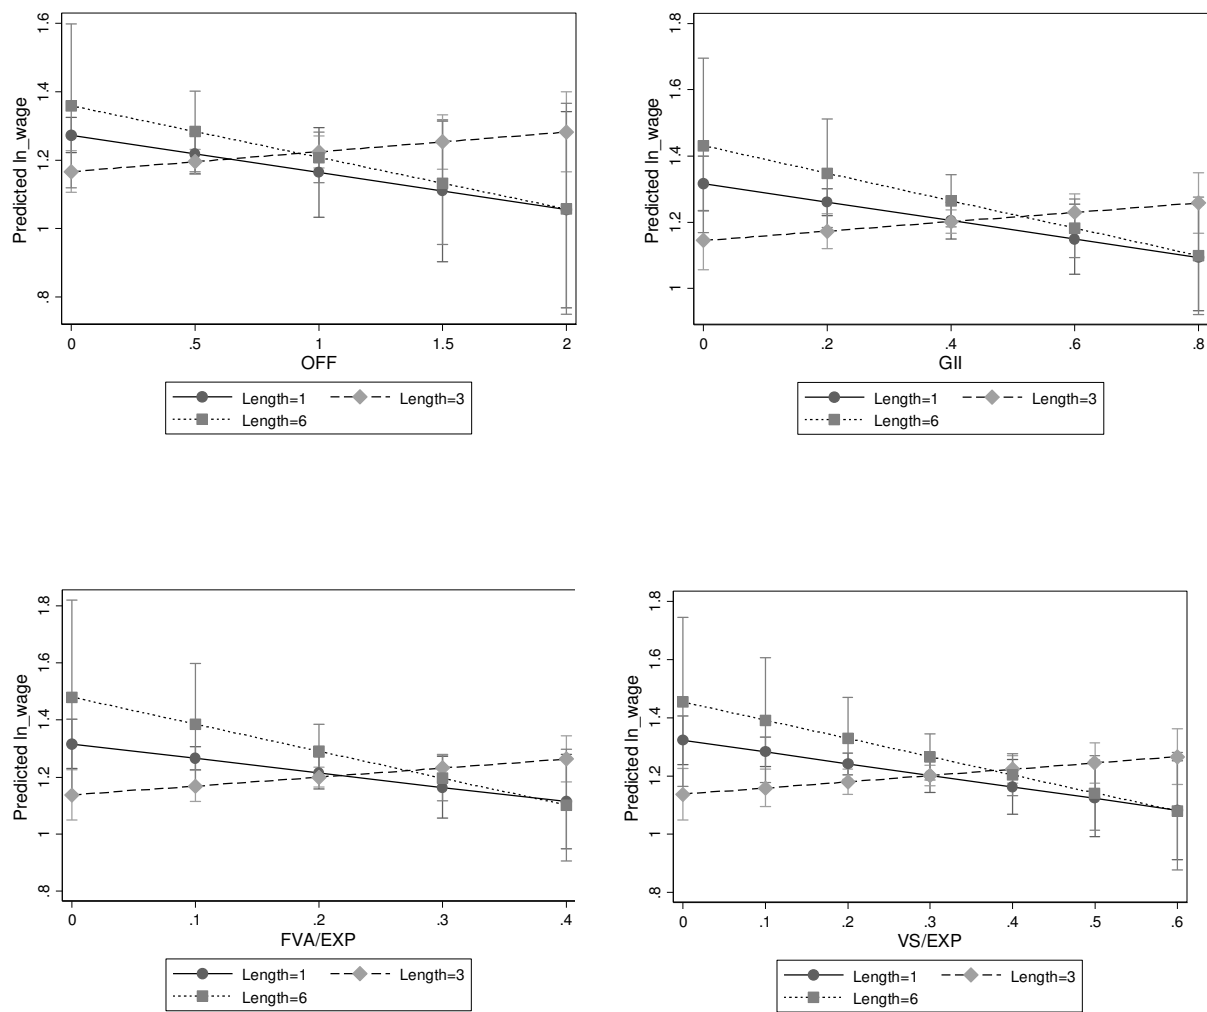 Predicted ln_wage
1.6
1.4
1.2
1
.8
0 .5 1 1.5 2
OFF
Length=1 Length=3
Length=6
Predicted ln_wage
1.8
1.6
1.4
1.2
1
0 .2 .4 .6 .8
GII
Length=1 Length=3
Length=6
Predicted ln_wage
1.8
1.6
1.4
1.2
1
.8
0 .1 .2 .3 .4
FVA/EXP
Length=1 Length=3
Length=6
Predicted ln_wage
1.8
1.6
1.4
1.2
1
.8
0 .1 .2 .3 .4 .5 .6
VS/EXP
Length=1 Length=3
Length=6